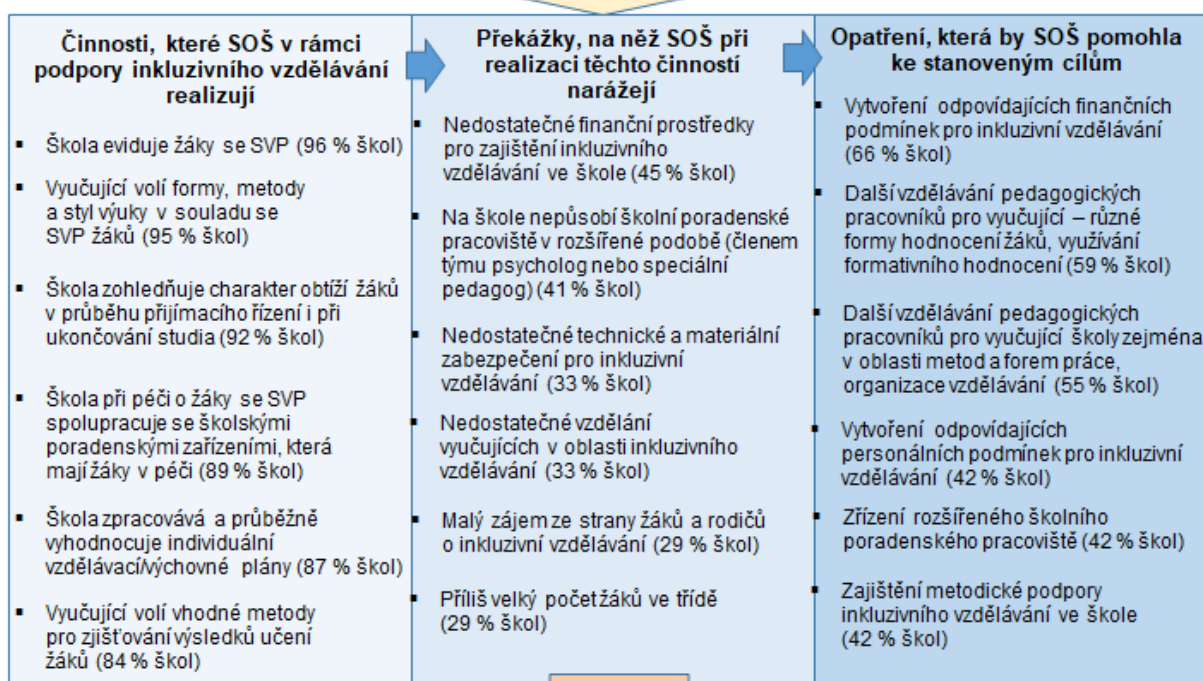 Činnosti, které SOŠ v rámci
podpory inkluzivního vzdělávání
realizují
▪ Škola eviduje žáky se SVP (96 % škol)
▪ Vyučující volí formy, metody
a styl výuky v souladu se
SVP žáků (95 % škol)
▪ Škola zohledňuje charakter obtíží žáků
v průběhu přijímacího řízení i při
ukončování studia (92 % škol)
▪ Škola při péči o žáky se SVP
spolupracuje se školskými
poradenskými zařízeními, která
mají žáky v péči (89 % škol)
▪ Škola zpracovává a průběžně
vyhodnocuje individuální
vzdělávací/výchovné plány (87 % škol)
▪ Vyučující volí vhodné metody
pro zjišťování výsledků učení
žáků (84 % škol)
Překážky, na něž SOŠ při
realizaci těchto činností
narážejí
▪ Nedostatečné finanční prostředky
pro zajištění inkluzivního
vzdělávání ve škole (45 % škol)
▪ Na škole nepůsobí školní poradenské
pracoviště v rozšířené podobě (členem
týmu psycholog nebo speciální
pedagog) (41 % škol)
▪ Nedostatečné technické a materiální
zabezpečení pro inkluzivní
vzdělávání (33 % škol)
▪ Nedostatečné vzdělání
vyučujících v oblasti inkluzivního
vzdělávání (33 % škol)
▪ Malý zájem ze strany žáků a rodičů
o inkluzivní vzdělávání (29 % škol)
▪ Příliš velký počet žáků ve třídě
(29 % škol)
Opatření, která by SOŠ pomohla
ke stanoveným cílům
▪ Vytvoření odpovídajících finančních
podmínek pro inkluzivní vzdělávání
(66 % škol)
▪ Další vzdělávání pedagogických
pracovníků pro vyučující – různé
formy hodnocení žáků, využívání
formativního hodnocení (59 % škol)
▪ Další vzdělávání pedagogických
pracovníků pro vyučující školy zejména
v oblasti metod a forem práce,
organizace vzdělávání (55 % škol)
▪ Vytvoření odpovídajících
personálních podmínek pro inkluzivní
vzdělávání (42 % škol)
▪ Zřízení rozšířeného školního
poradenského pracoviště (42 % škol)
▪ Zajištění metodické podpory
inkluzivního vzdělávání ve škole
(42 % škol)